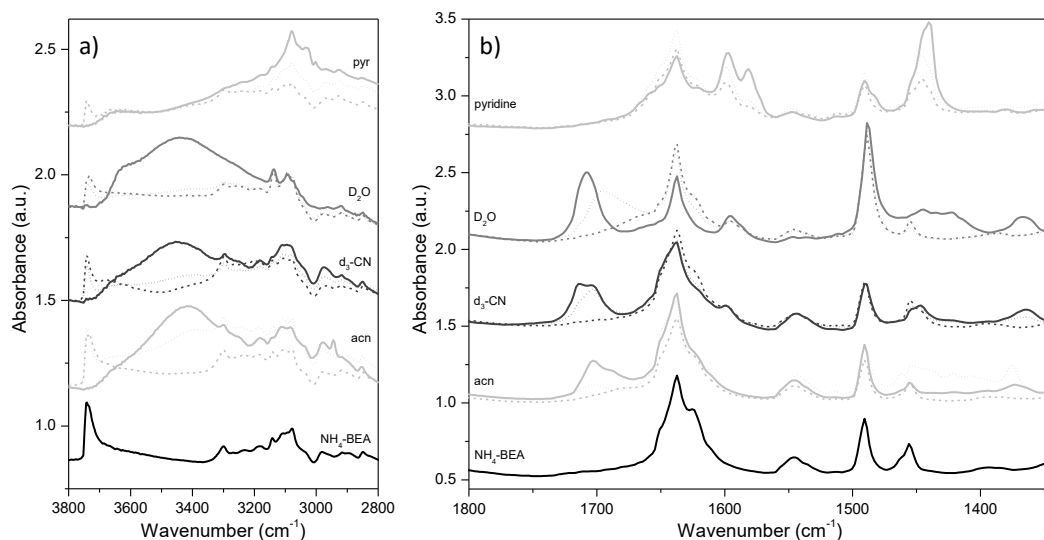 a)
2.5
2.0
1.5
1.0
Absorbance (a.u.)
pyr
D₂O
d₃-CN
acn
NH₄-BEA
3800 3600 3400 3200 3000 2800
Wavenumber (cm⁻¹)
b)
3.5
3.0
2.5
2.0
1.5
1.0
0.5
Absorbance (a.u.)
pyridine
D₂O
d₃-CN
acn
NH₄-BEA
1800 1700 1600 1500 1400
Wavenumber (cm⁻¹)